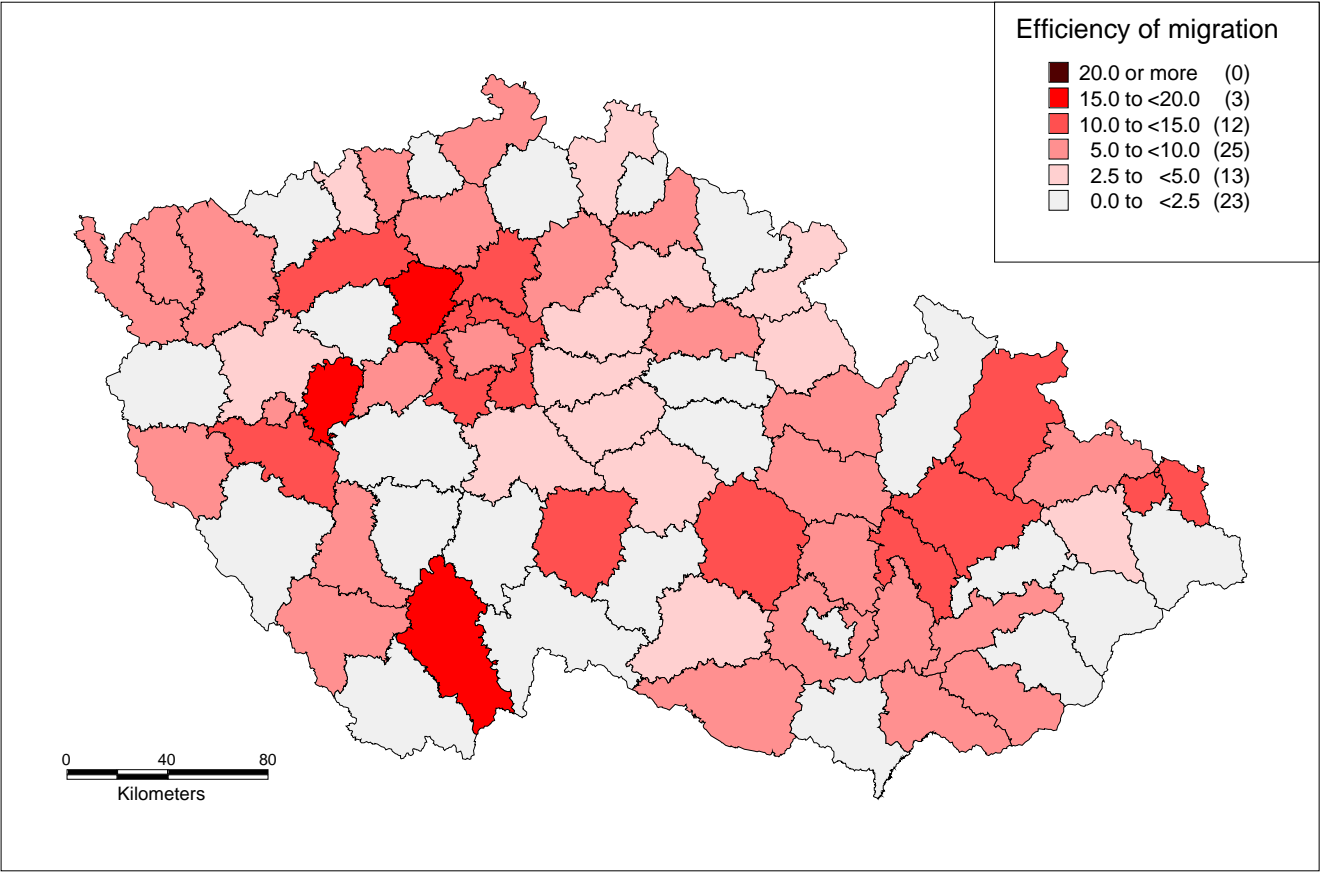 Efficiency of migration
20.0 or more (0)
15.0 to <20.0 (3)
10.0 to <15.0 (12)
5.0 to <10.0 (25)
2.5 to <5.0 (13)
0.0 to <2.5 (23)
0 40 80
Kilometers